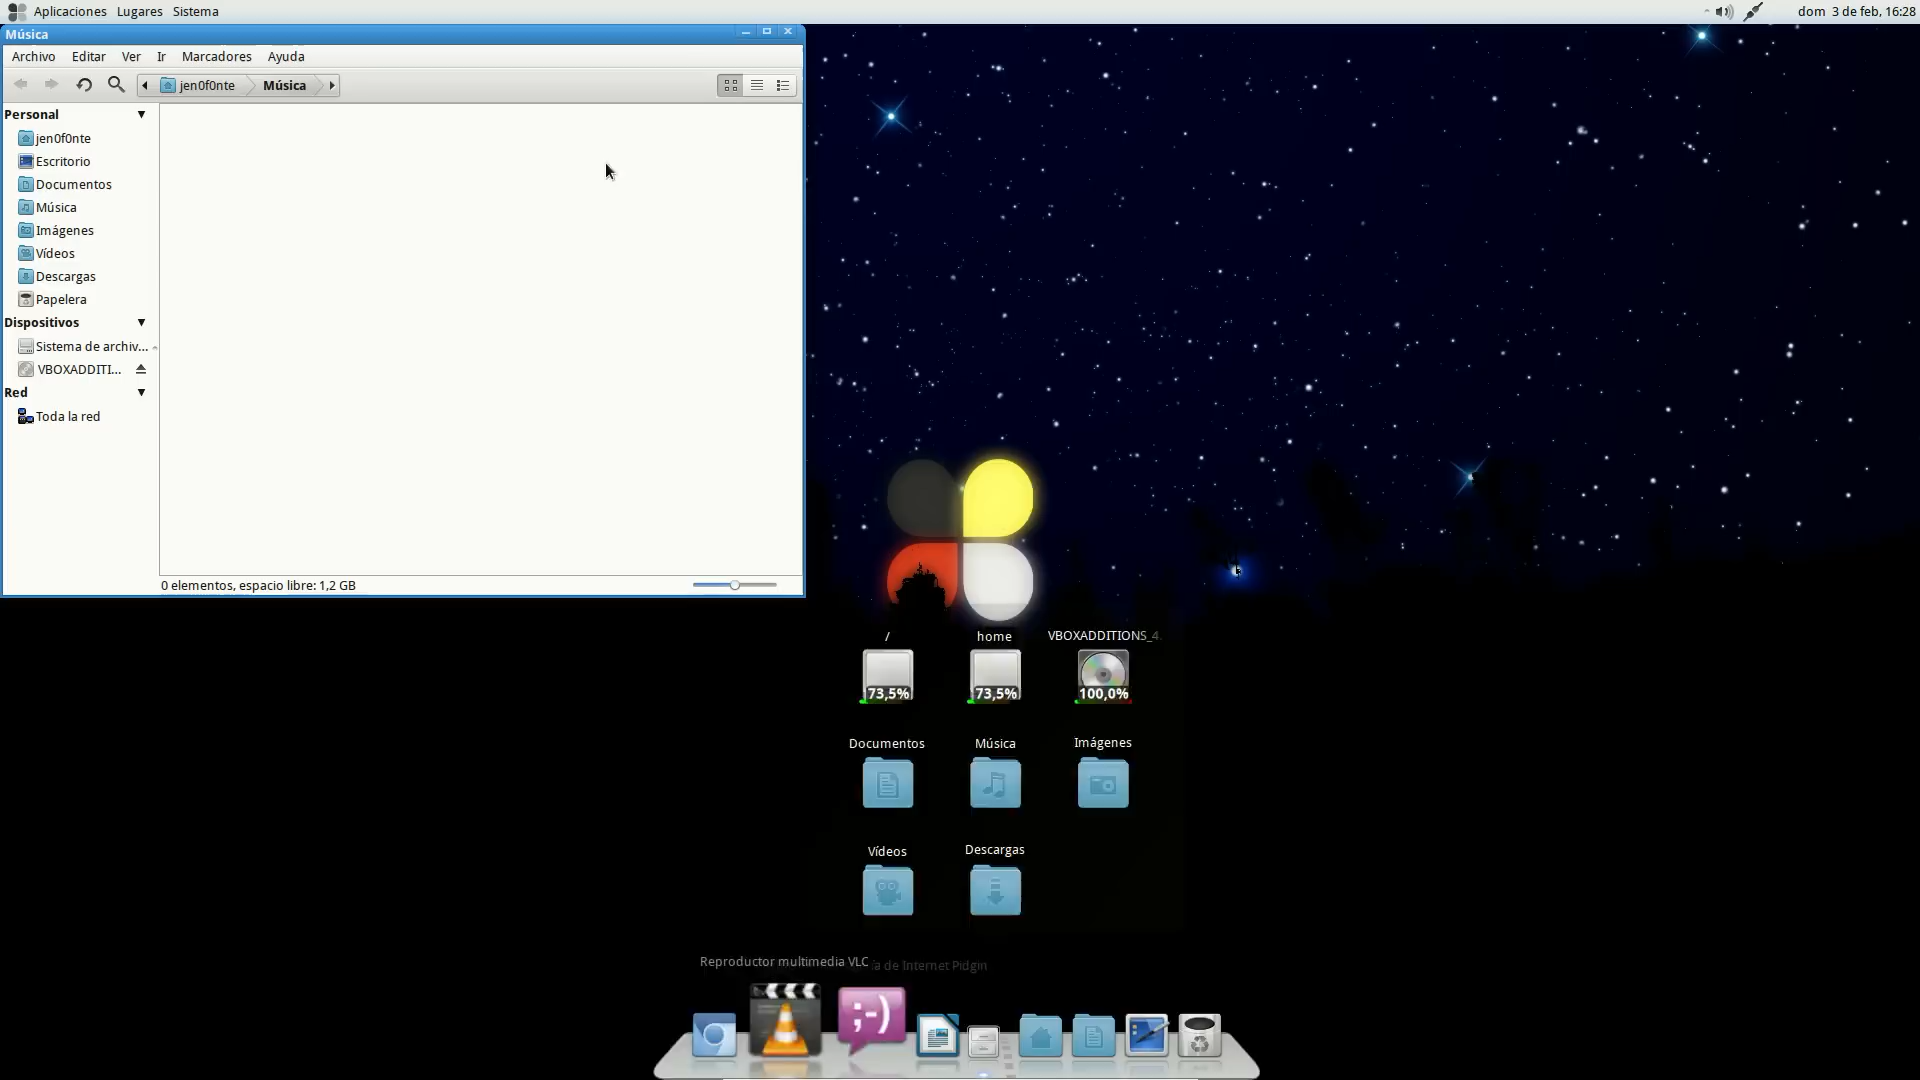 Aplicaciones Lugares Sistema
dom 3 de feb, 16:28
Música
Archivo Editar Ver Ir Marcadores Ayuda
jen0f0nte Música
Personal
jen0f0nte
Escritorio
Documentos
Música
Imágenes
Vídeos
Descargas
Papelera
Dispositivos
Sistema de archiv...
VBOXADDITI...
Red
Toda la red
0 elementos, espacio libre: 1,2 GB
/ home VBOXADDITIONS_4.
73,5% 73,5% 100,0%
Documentos Música Imágenes
Vídeos Descargas
Reproductor multimedia VLC
a de Internet Pidgin
;-)